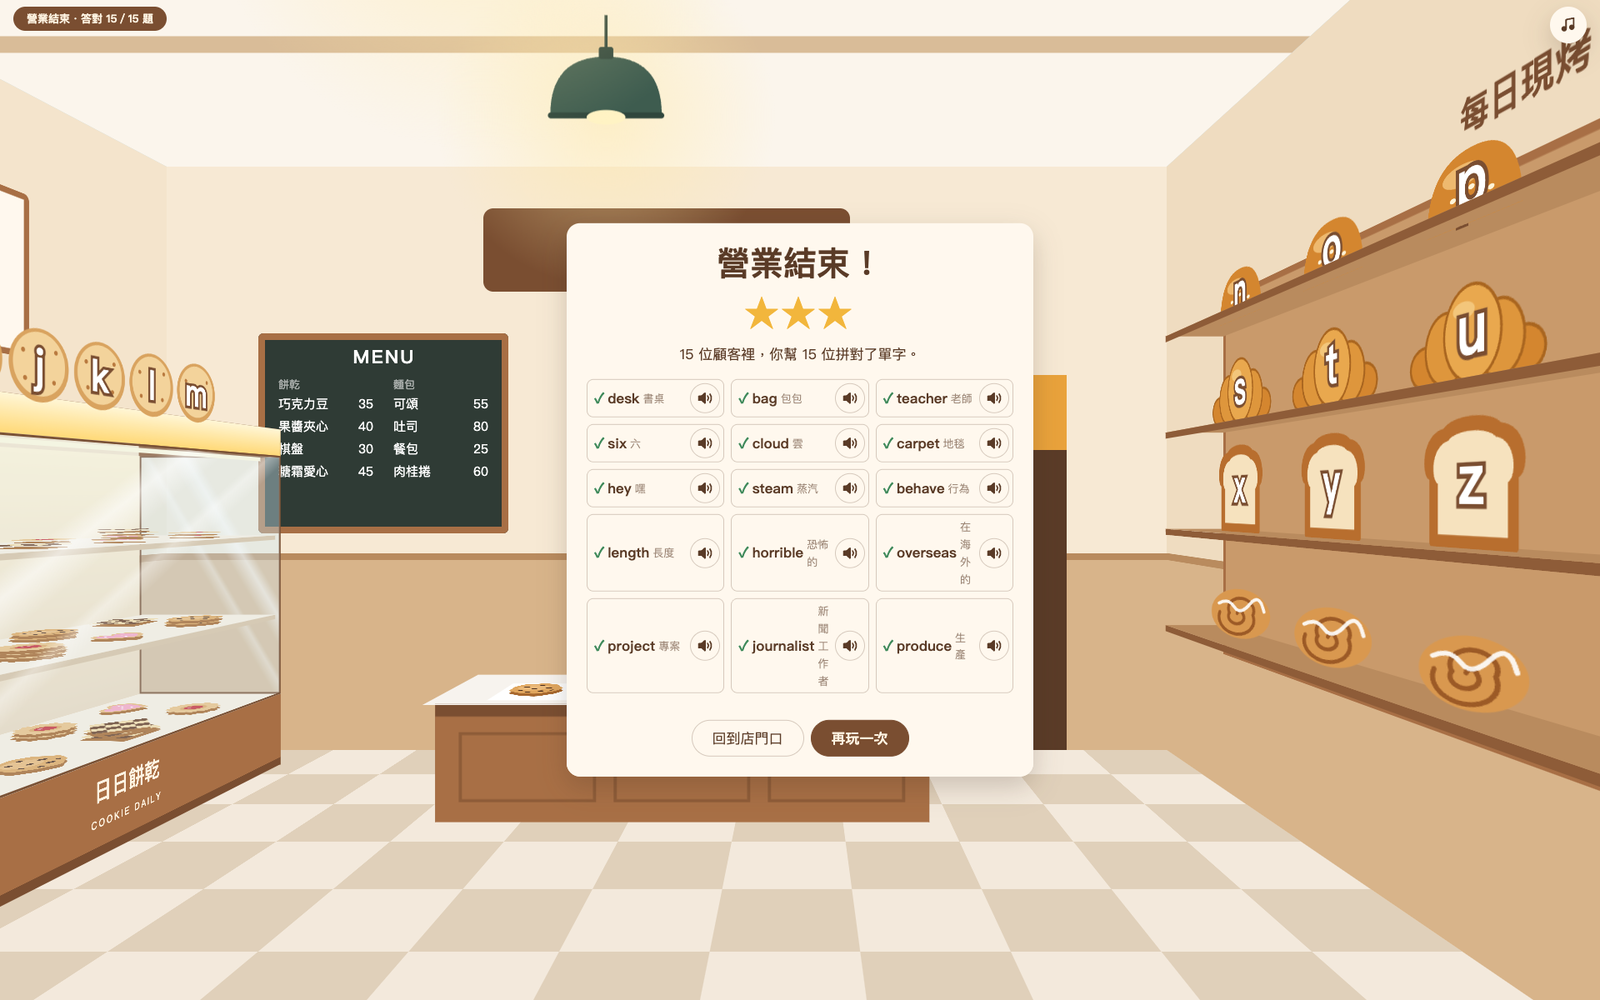 營業結束 · 答對 15 / 15 題
每日現烤
n
o
p
s
t
u
x
y
z
j
k
l
m
MENU
餅乾
巧克力豆 35
果醬夾心 40
棋盤 30
糖霜愛心 45
麵包
可頌 55
吐司 80
餐包 25
肉桂捲 60
日日餅乾
COOKIE DAILY
營業結束！
15 位顧客裡，你幫 15 位拼對了單字。
✓ desk 書桌
✓ bag 包包
✓ teacher 老師
✓ six 六
✓ cloud 雲
✓ carpet 地毯
✓ hey 嘿
✓ steam 蒸汽
✓ behave 行為
✓ length 長度
✓ horrible 恐怖的
✓ overseas 在海外的
✓ project 專案
✓ journalist 新聞工作者
✓ produce 生產
回到店門口
再玩一次